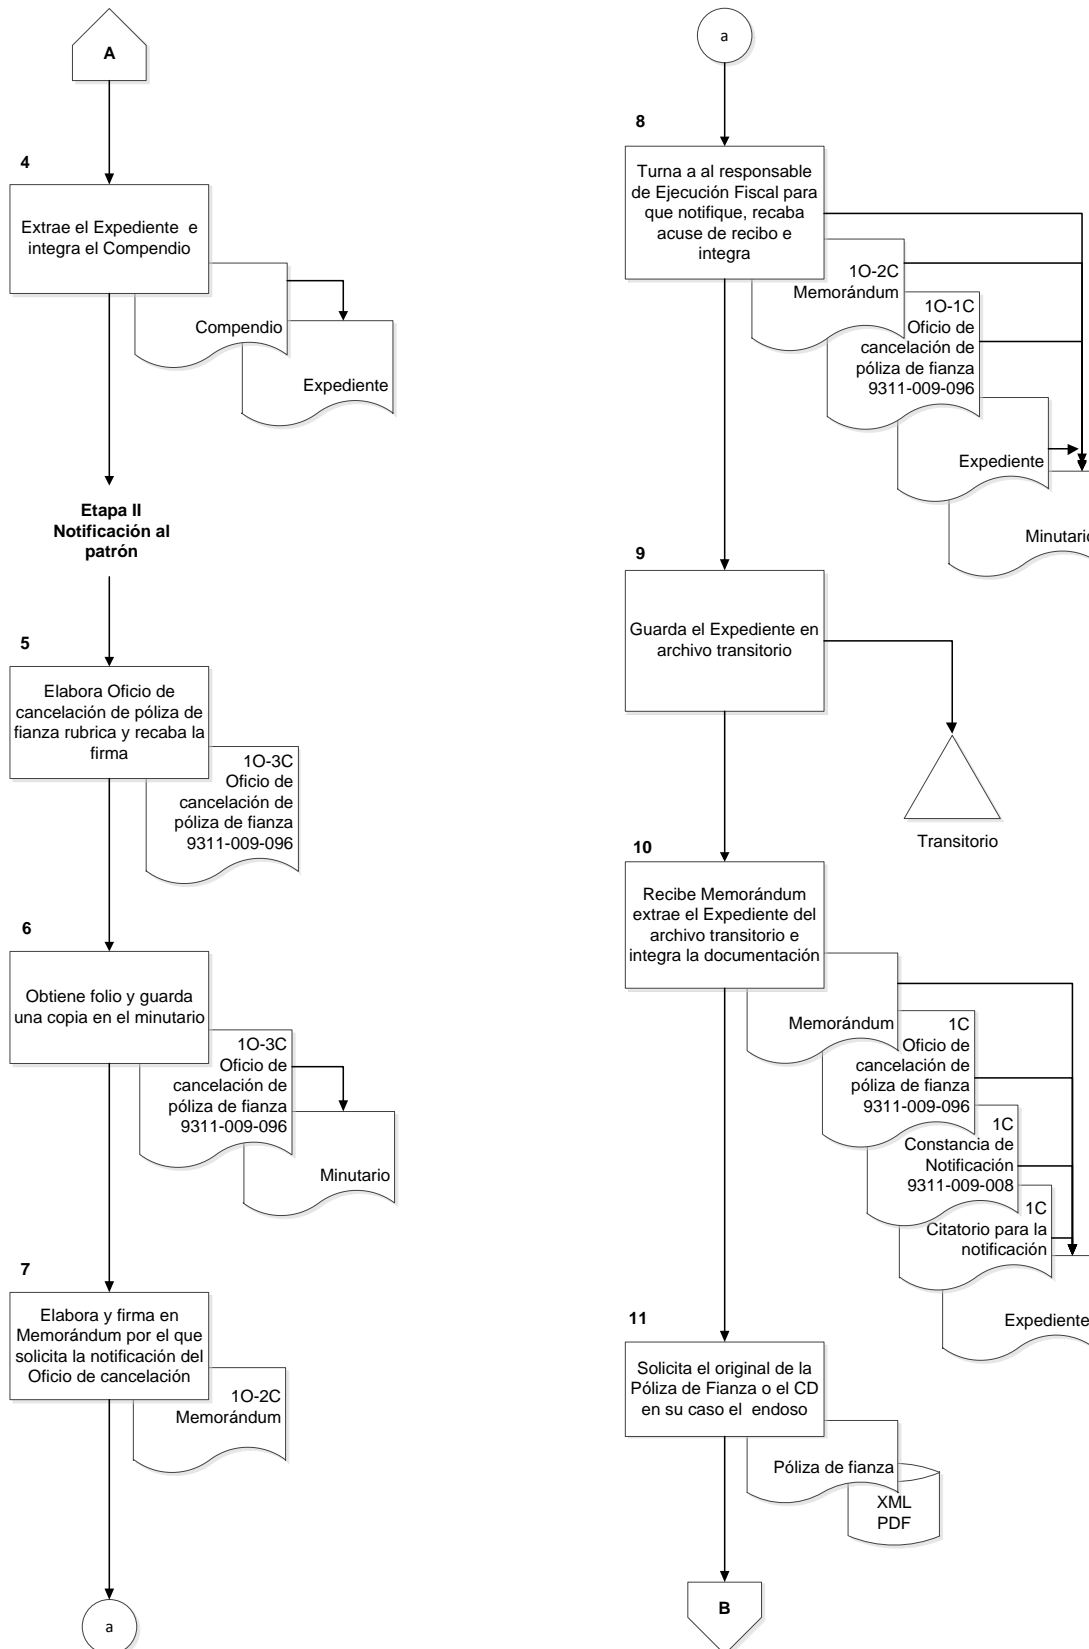 A
4
Extrae el Expediente e
integra el Compendio
Compendio
Expediente
Etapa II
Notificación al
patrón
5
Elabora Oficio de
cancelación de póliza de
fianza rubrica y recaba la
firma
1O-3C
Oficio de
cancelación de
póliza de fianza
9311-009-096
6
Obtiene folio y guarda
una copia en el minutario
1O-3C
Oficio de
cancelación de
póliza de fianza
9311-009-096
Minutario
7
Elabora y firma en
Memorándum por el que
solicita la notificación del
Oficio de cancelación
1O-2C
Memorándum
a
a
8
Turna a al responsable
de Ejecución Fiscal para
que notifique, recaba
acuse de recibo e
integra
1O-2C
Memorándum
1O-1C
Oficio de
cancelación de
póliza de fianza
9311-009-096
Expediente
Minutario
9
Guarda el Expediente en
archivo transitorio
Transitorio
10
Recibe Memorándum
extrae el Expediente del
archivo transitorio e
integra la documentación
Memorándum
1C
Oficio de
cancelación de
póliza de fianza
9311-009-096
1C
Constancia de
Notificación
9311-009-008
1C
Citatorio para la
notificación
Expediente
11
Solicita el original de la
Póliza de Fianza o el CD
en su caso el endoso
Póliza de fianza
XML
PDF
B